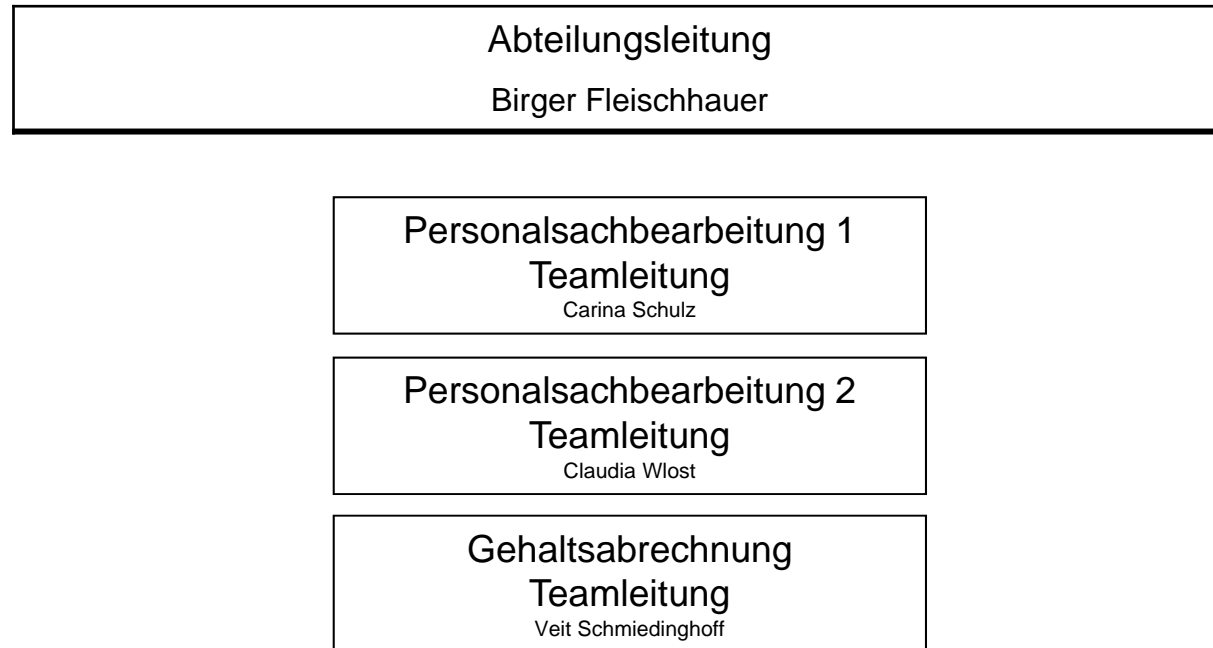 Abteilungsleitung
Birger Fleischhauer
Personalsachbearbeitung 1
Teamleitung
Carina Schulz
Personalsachbearbeitung 2
Teamleitung
Claudia Wlost
Gehaltsabrechnung
Teamleitung
Veit Schmiedinghoff